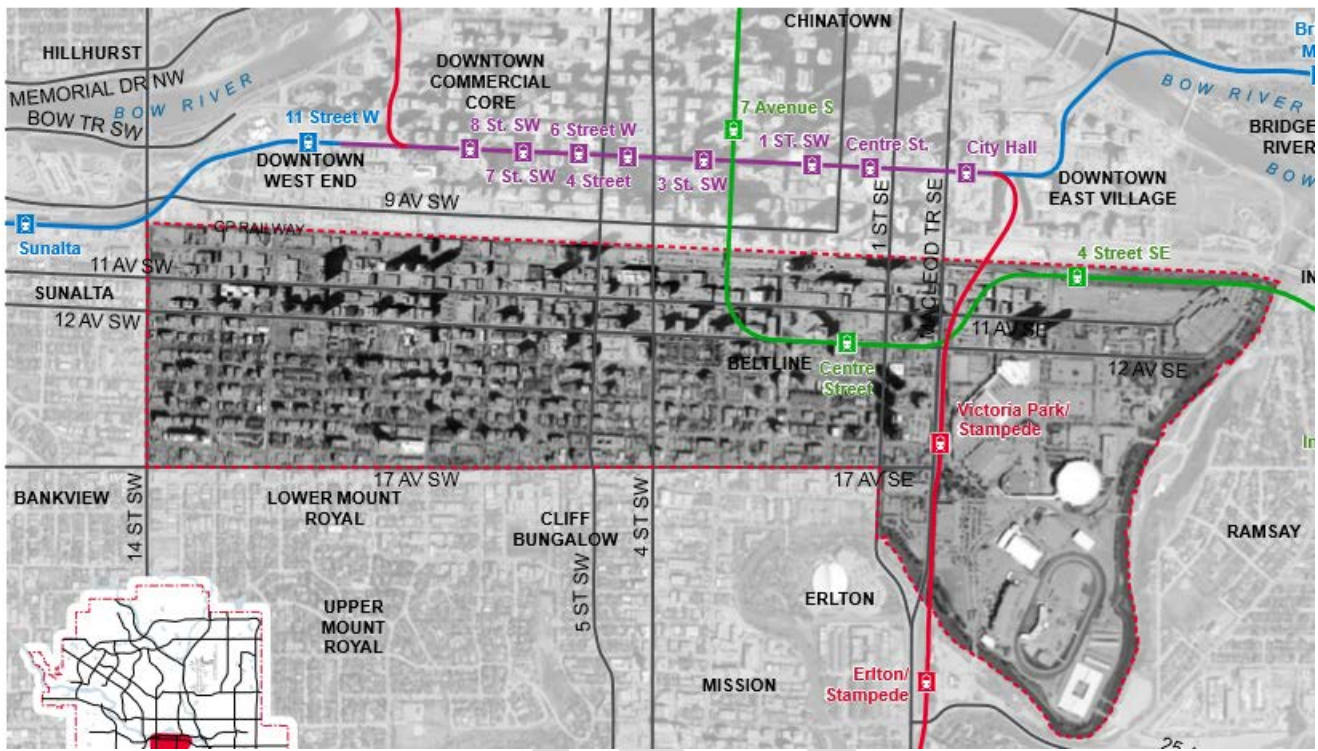 CHINATOWN
HILLHURST
DOWNTOWN
COMMERCIAL
CORE
MEMORIAL DR NW
BOW RIVER
BOW TR SW
Br
M
BOW RIVER
11 Street W
8 St. SW
6 Street W
7 Avenue S
1 ST. SW
Centre St.
City Hall
BRIDGE
RIVER
BOW
DOWNTOWN
WEST END
7 St. SW
4 Street
3 St. SW
DOWNTOWN
EAST VILLAGE
9 AV SW
1 ST SE
MACLEOD TR SE
Sunalta
CP RAILWAY
4 Street SE
11 AV SW
IN
SUNALTA
12 AV SW
11 AV SE
BELTLINE
Centre
Street
12 AV SE
Victoria Park/
Stampede
In
17 AV SW
17 AV SE
BANKVIEW
LOWER MOUNT
ROYAL
14 ST SW
CLIFF
BUNGALOW
4 ST SW
RAMSAY
5 ST SW
UPPER
MOUNT
ROYAL
ERLTON
MISSION
Erlton/
Stampede